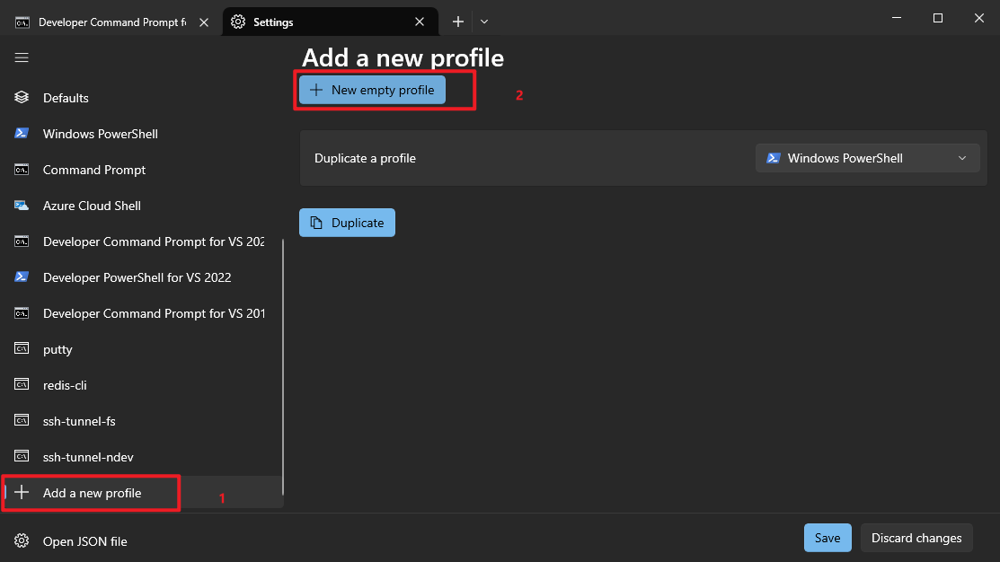 Developer Command Prompt f
Settings
Add a new profile
New empty profile
2
Defaults
Windows PowerShell
Command Prompt
Azure Cloud Shell
Developer Command Prompt for VS 202
Developer PowerShell for VS 2022
Developer Command Prompt for VS 201
putty
redis-cli
ssh-tunnel-fs
ssh-tunnel-ndev
Add a new profile
1
Open JSON file
Duplicate a profile
Windows PowerShell
Duplicate
Save
Discard changes